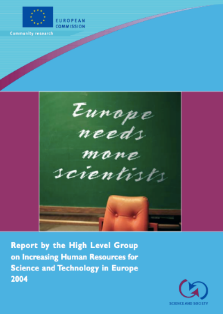 EUROPEAN
COMMISSION
Community research
Europe
needs
more
scientists
Report by the High Level Group
on Increasing Human Resources for
Science and Technology in Europe
2004
SCIENCE AND SOCIETY